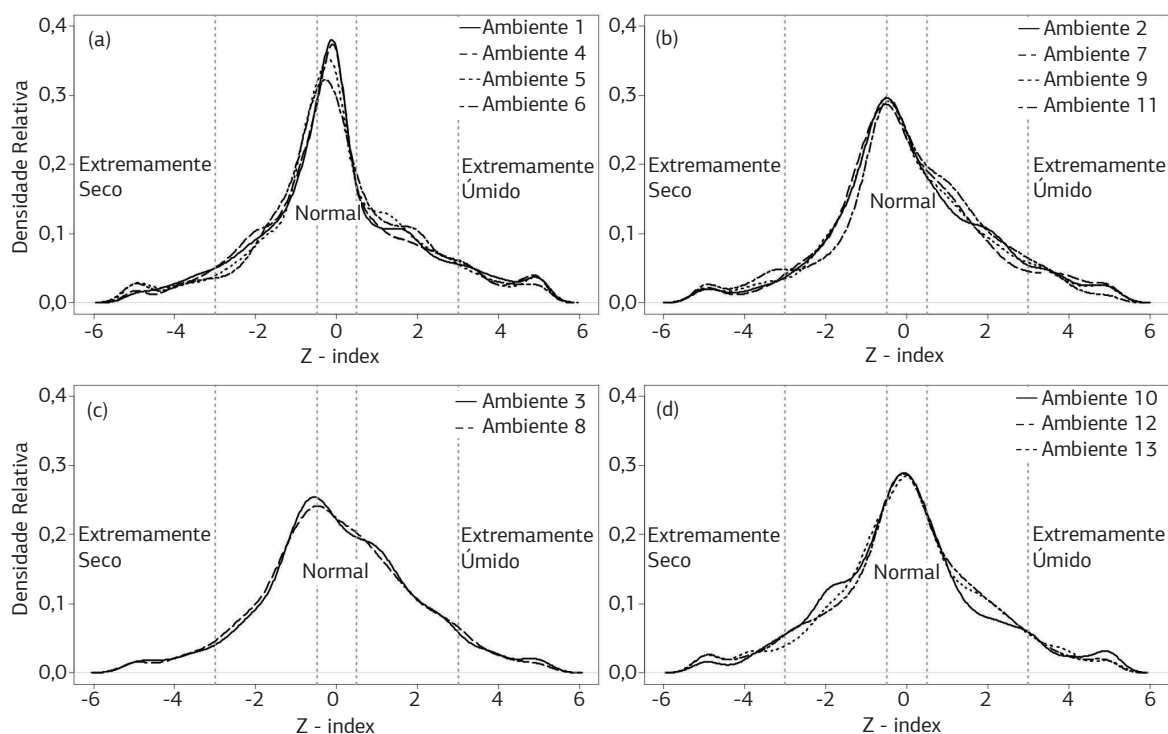 (a)
Ambiente 1
Ambiente 4
Ambiente 5
Ambiente 6
Densidade Relativa
0,4
0,3
0,2
0,1
0,0
Extremamente
Seco
Normal
Extremamente
Úmido
-6 -4 -2 0 2 4 6
Z - index
(b)
Ambiente 2
Ambiente 7
Ambiente 9
Ambiente 11
0,4
0,3
0,2
0,1
0,0
Extremamente
Seco
Normal
Extremamente
Úmido
-6 -4 -2 0 2 4 6
Z - index
(c)
Ambiente 3
Ambiente 8
Densidade Relativa
0,4
0,3
0,2
0,1
0,0
Extremamente
Seco
Normal
Extremamente
Úmido
-6 -4 -2 0 2 4 6
Z - index
(d)
Ambiente 10
Ambiente 12
Ambiente 13
0,4
0,3
0,2
0,1
0,0
Extremamente
Seco
Normal
Extremamente
Úmido
-6 -4 -2 0 2 4 6
Z - index